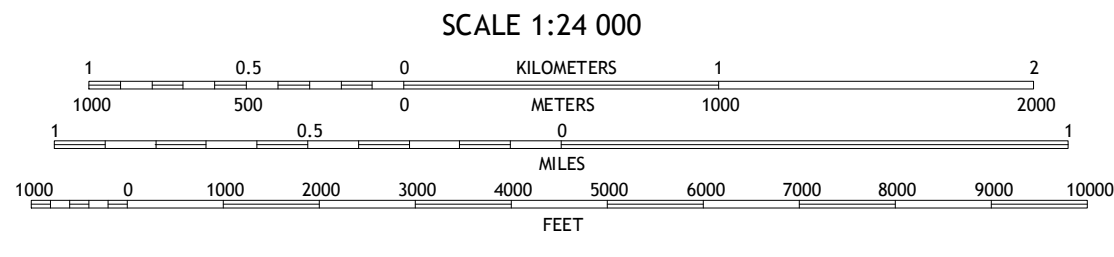 SCALE 1:24 000
1 0.5 0 KILOMETERS 1 2
1000 500 0 METERS 1000 2000
1 0.5 0 1
MILES
1000 0 1000 2000 3000 4000 5000 6000 7000 8000 9000 10000
FEET